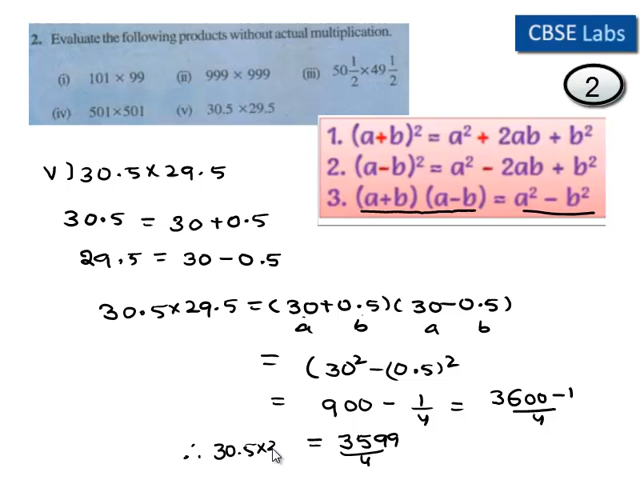 2. Evaluate the following products without actual multiplication.
(i) 101 × 99 (ii) 999 × 999 (iii) 50 1/2 × 49 1/2
(iv) 501×501 (v) 30.5 × 29.5
CBSE Labs
2
1. (a+b)² = a² + 2ab + b²
2. (a–b)² = a² - 2ab + b²
3. (a+b) (a–b) = a² – b²
V) 30.5 × 29.5
30.5 = 30 + 0.5
29.5 = 30 - 0.5
30.5 × 29.5 = (30+0.5)(30-0.5)
a b a b
= (30² - (0.5)²
= 900 - 1/4 = 3600 - 1/4
∴ 30.5×2 = 3599/4